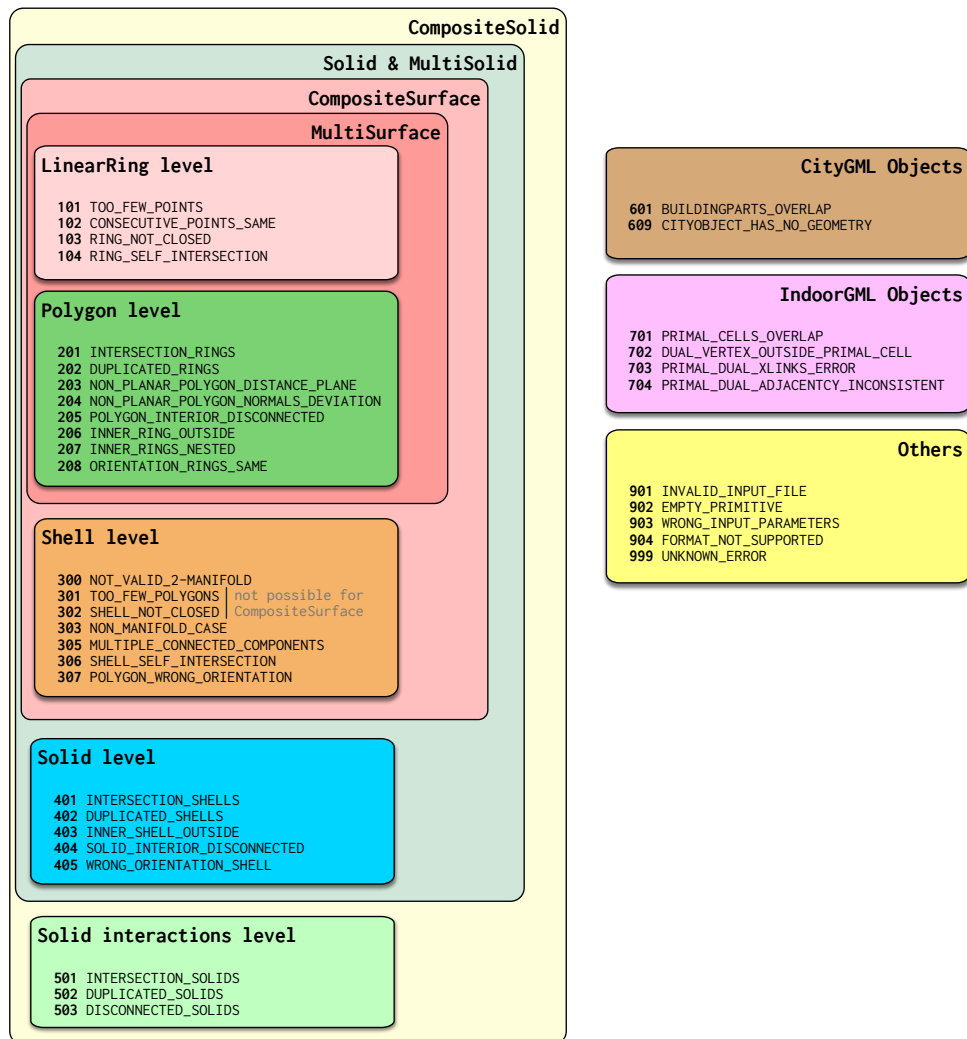 CompositeSolid
Solid & MultiSolid
CompositeSurface
MultiSurface
LinearRing level
101 TOO_FEW_POINTS
102 CONSECUTIVE_POINTS_SAME
103 RING_NOT_CLOSED
104 RING_SELF_INTERSECTION
Polygon level
201 INTERSECTION_RINGS
202 DUPLICATED_RINGS
203 NON_PLANAR_POLYGON_DISTANCE_PLANE
204 NON_PLANAR_POLYGON_NORMALS_DEVIATION
205 POLYGON_INTERIOR_DISCONNECTED
206 INNER_RING_OUTSIDE
207 INNER_RINGS_NESTED
208 ORIENTATION_RINGS_SAME
Shell level
300 NOT_VALID_2-MANIFOLD
301 TOO_FEW_POLYGONS not possible for
302 SHELL_NOT_CLOSED CompositeSurface
303 NON_MANIFOLD_CASE
305 MULTIPLE_CONNECTED_COMPONENTS
306 SHELL_SELF_INTERSECTION
307 POLYGON_WRONG_ORIENTATION
Solid level
401 INTERSECTION_SHELLS
402 DUPLICATED_SHELLS
403 INNER_SHELL_OUTSIDE
404 SOLID_INTERIOR_DISCONNECTED
405 WRONG_ORIENTATION_SHELL
Solid interactions level
501 INTERSECTION_SOLIDS
502 DUPLICATED_SOLIDS
503 DISCONNECTED_SOLIDS
CityGML Objects
601 BUILDINGPARTS_OVERLAP
609 CITYOBJECT_HAS_NO_GEOMETRY
IndoorGML Objects
701 PRIMAL_CELLS_OVERLAP
702 DUAL_VERTEX_OUTSIDE_PRIMAL_CELL
703 PRIMAL_DUAL_XLINKS_ERROR
704 PRIMAL_DUAL_ADJACENTCY_INCONSISTENT
Others
901 INVALID_INPUT_FILE
902 EMPTY_PRIMITIVE
903 WRONG_INPUT_PARAMETERS
904 FORMAT_NOT_SUPPORTED
999 UNKNOWN_ERROR